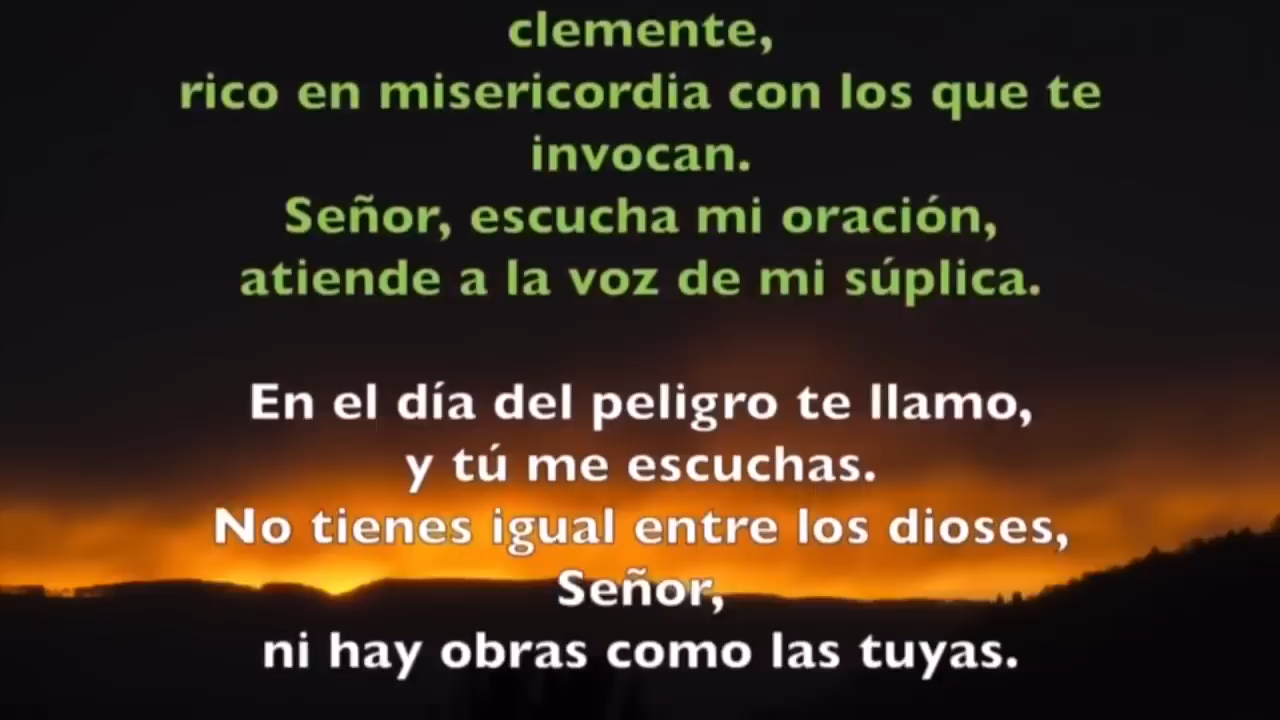 clemente,
rico en misericordia con los que te
invocan.
Señor, escucha mi oración,
atiende a la voz de mi súplica.
En el día del peligro te llamo,
y tú me escuchas.
No tienes igual entre los dioses,
Señor,
ni hay obras como las tuyas.